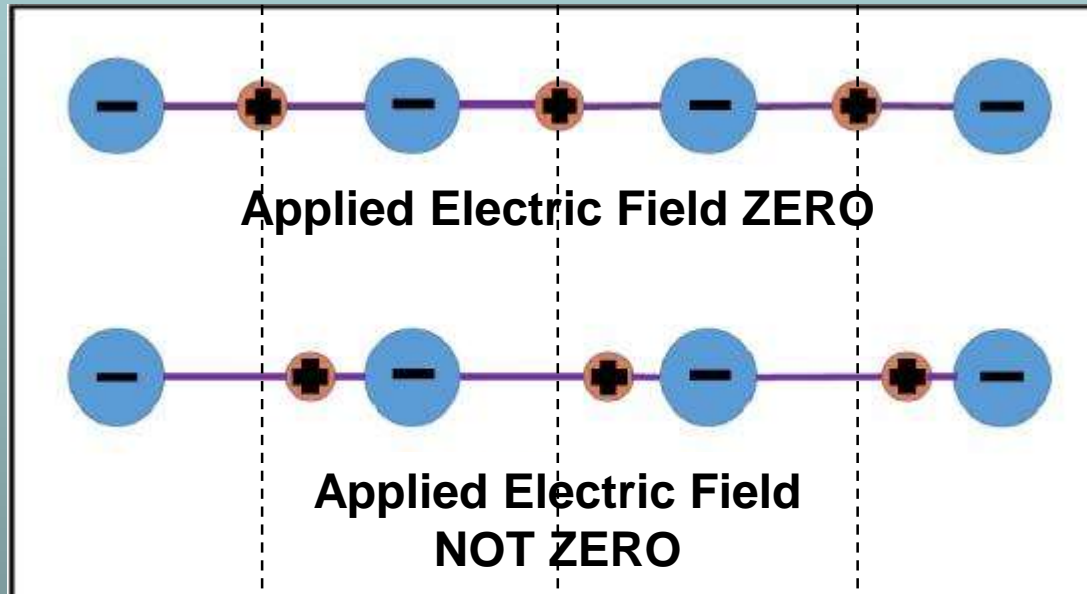 − + − + − + −
Applied Electric Field ZERO
− + − + − + −
Applied Electric Field
NOT ZERO